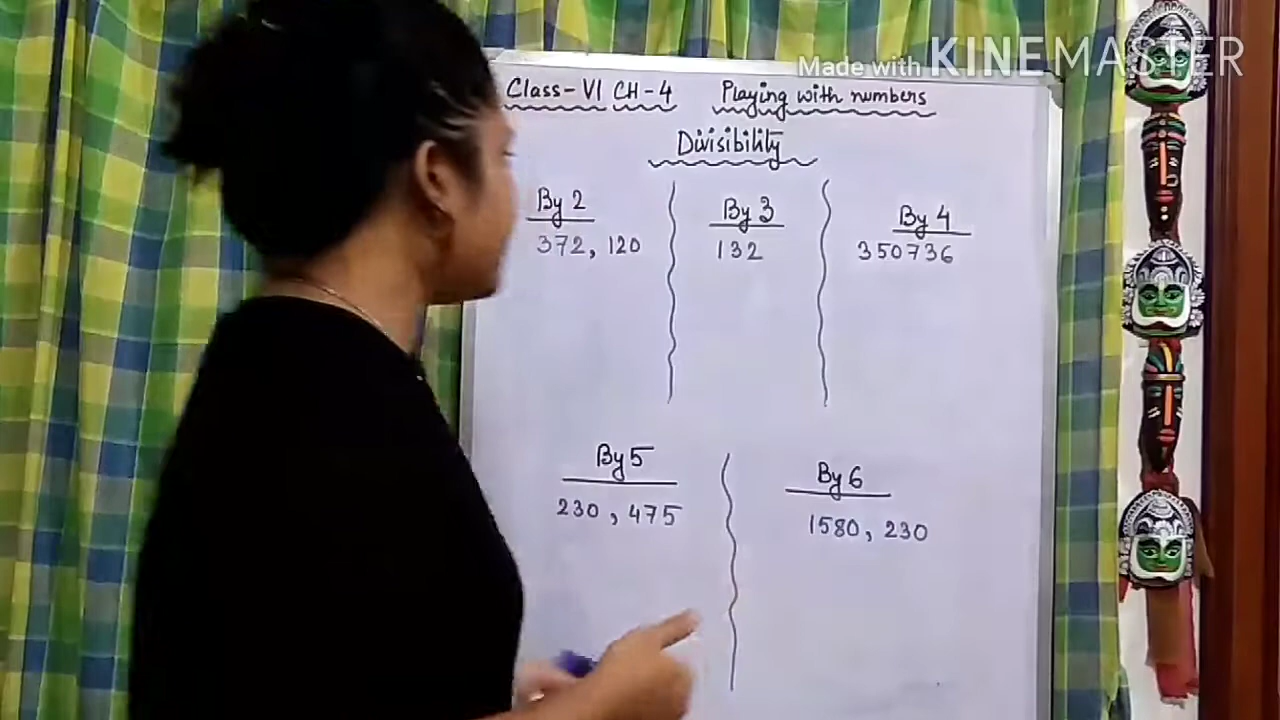 Made with KINEMASTER
Class-VI CH-4 Playing with numbers
Divisibility
By 2
372, 120
By 3
132
By 4
350736
By 5
230, 475
By 6
1580, 230